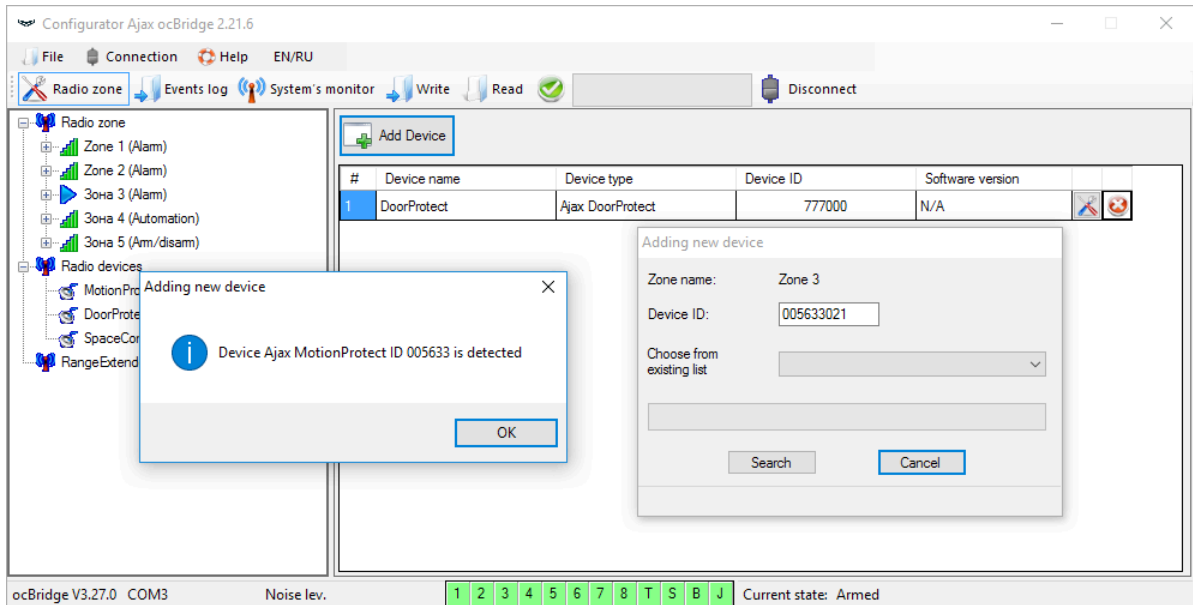 Configurator Ajax ocBridge 2.21.6
File Connection Help EN/RU
Radio zone Events log System's monitor Write Read Disconnect
Radio zone
Zone 1 (Alarm)
Zone 2 (Alarm)
Зона 3 (Alarm)
Зона 4 (Automation)
Зона 5 (Arm/disarm)
Radio devices
MotionPro
DoorProte
SpaceCor
RangeExtend
Add Device
# Device name Device type Device ID Software version
1 DoorProtect Ajax DoorProtect 777000 N/A
Adding new device
Device Ajax MotionProtect ID 005633 is detected
OK
Adding new device
Zone name: Zone 3
Device ID: 005633021
Choose from
existing list
Search Cancel
ocBridge V3.27.0 COM3 Noise lev. 1 2 3 4 5 6 7 8 T S B J Current state: Armed